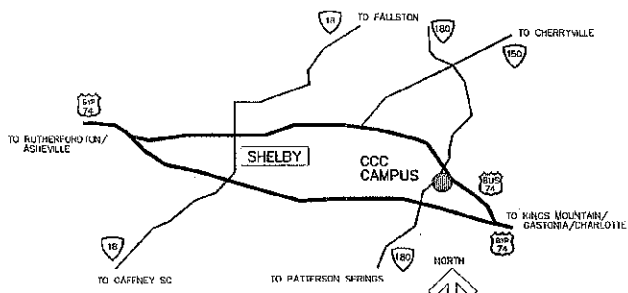 18
TO FALLSTON
180
TO CHERRYVILLE
150
BYP
74
TO RUTHERFORDTON/
ASHEVILLE
SHELBY
CCC
CAMPUS
BUS
74
TO KINGS MOUNTAIN/
GASTONIA/CHARLOTTE
BYP
74
18
180
TO GAFFNEY SC
TO PATTERSON SPRINGS
NORTH